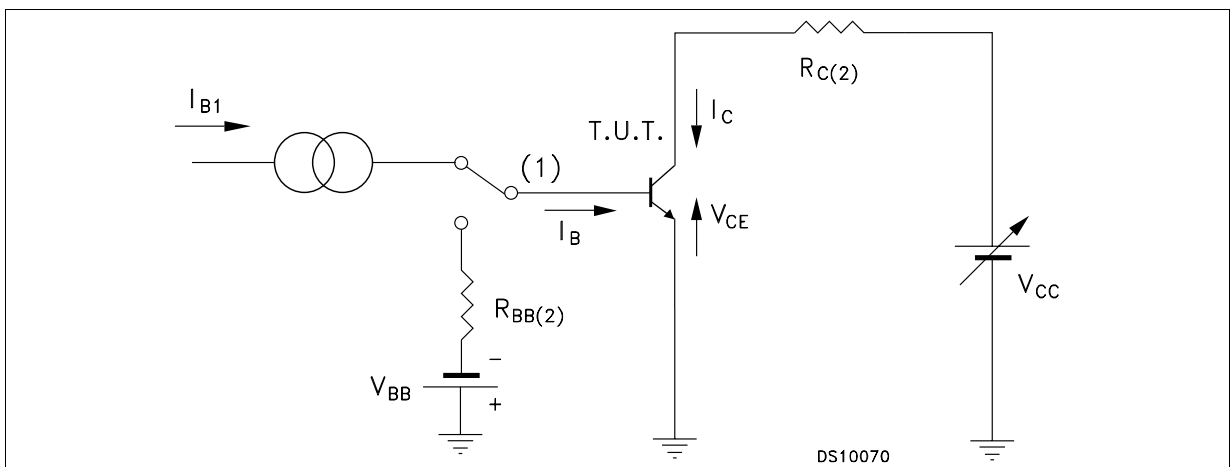 R_C(2)
I_B1
I_C
T.U.T.
(1)
V_CE
I_B
V_CC
R_BB(2)
−
V_BB
+
DS10070